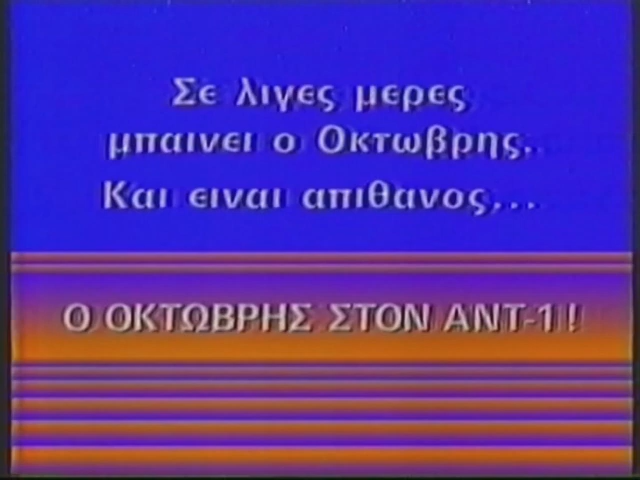 Σε λιγες μερες
μπαινει ο Οκτωβρης.
Και ειναι απιθανος...
Ο ΟΚΤΩΒΡΗΣ ΣΤΟΝ ΑΝΤ-1!